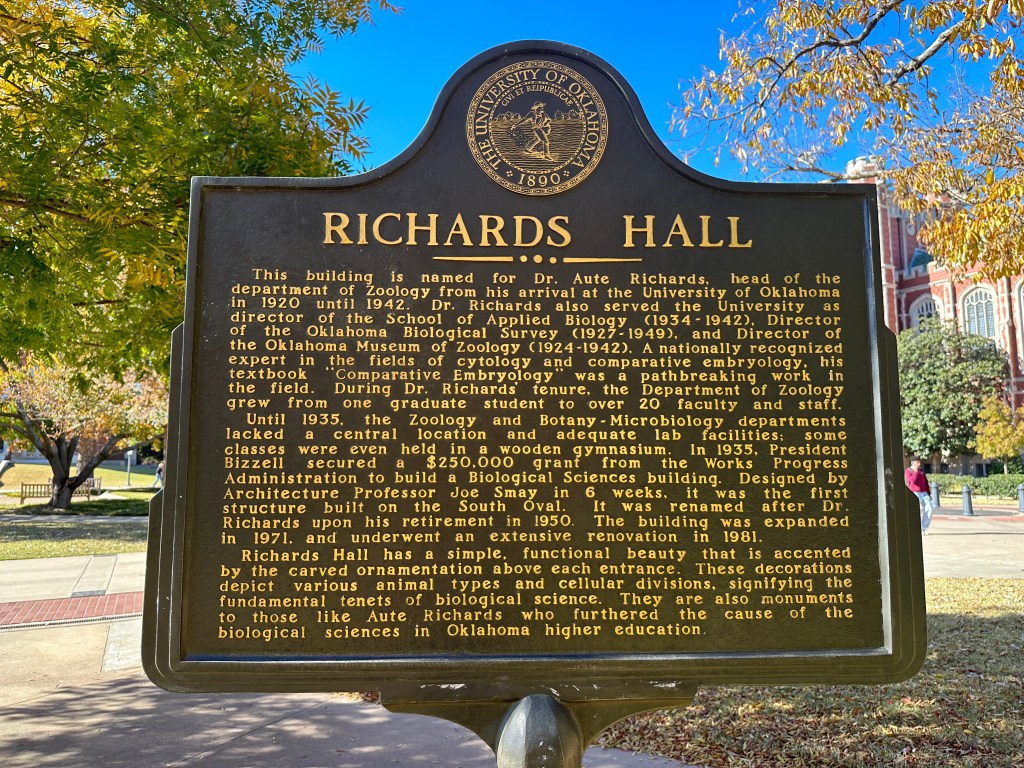 THE UNIVERSITY OF OKLAHOMA
CIVI ET REIPUBLICAE
1890
RICHARDS HALL
This building is named for Dr. Aute Richards, head of the
department of Zoology from his arrival at the University of Oklahoma
in 1920 until 1942. Dr. Richards also served the University as
director of the School of Applied Biology (1934-1942), Director
of the Oklahoma Biological Survey (1927-1949), and Director of
the Oklahoma Museum of Zoology (1924-1942). A nationally recognized
expert in the fields of cytology and comparative embryology, his
textbook "Comparative Embryology" was a pathbreaking work in
the field. During Dr. Richards' tenure, the Department of Zoology
grew from one graduate student to over 20 faculty and staff.
Until 1935, the Zoology and Botany-Microbiology departments
lacked a central location and adequate lab facilities; some
classes were even held in a wooden gymnasium. In 1935, President
Bizzell secured a $250,000 grant from the Works Progress
Administration to build a Biological Sciences building. Designed by
Architecture Professor Joe Smay in 6 weeks, it was the first
structure built on the South Oval. It was renamed after Dr.
Richards upon his retirement in 1950. The building was expanded
in 1971, and underwent an extensive renovation in 1981.
Richards Hall has a simple, functional beauty that is accented
by the carved ornamentation above each entrance. These decorations
depict various animal types and cellular divisions, signifying the
fundamental tenets of biological science. They are also monuments
to those like Aute Richards who furthered the cause of the
biological sciences in Oklahoma higher education.